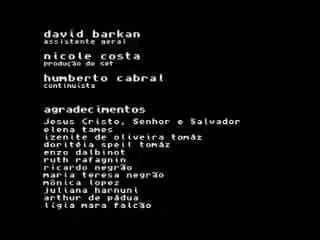 david barkan
assistente geral
nicole costa
produção de set
humberto cabral
continuista
agradecimentos
Jesus Cristo, Senhor e Salvador
elena tames
izenite de oliveira tomáz
doritéia speil tomáz
enzo dalbinot
ruth rafagnin
ricardo negrão
maria teresa negrão
mônica lopez
juliana harnuni
arthur de pádua
lígia mara falcão